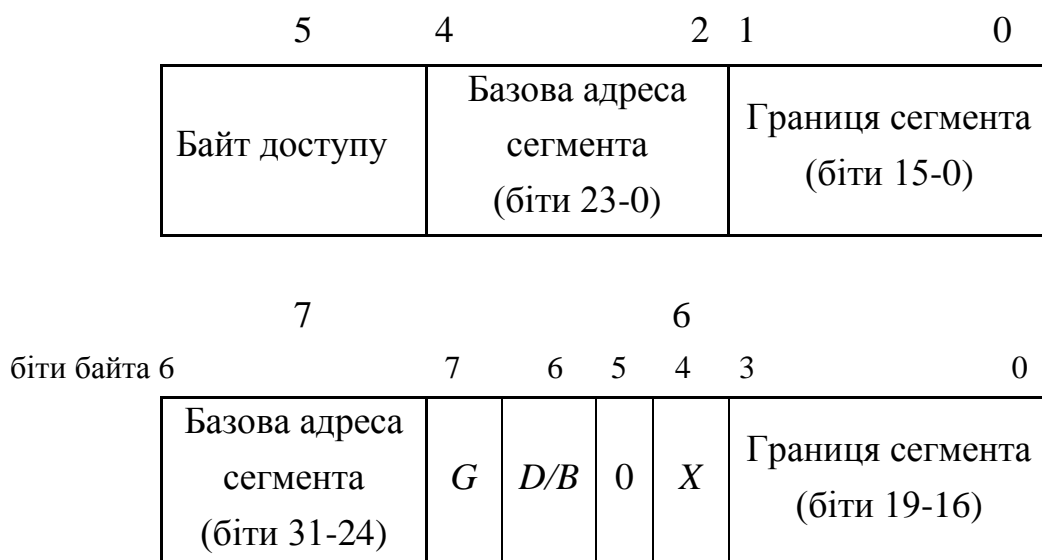 5 4 2 1 0
Байт доступу
Базова адреса
сегмента
(біти 23-0)
Границя сегмента
(біти 15-0)
7 6
біти байта 6 7 6 5 4 3 0
Базова адреса
сегмента
(біти 31-24)
G
D/B
0
X
Границя сегмента
(біти 19-16)